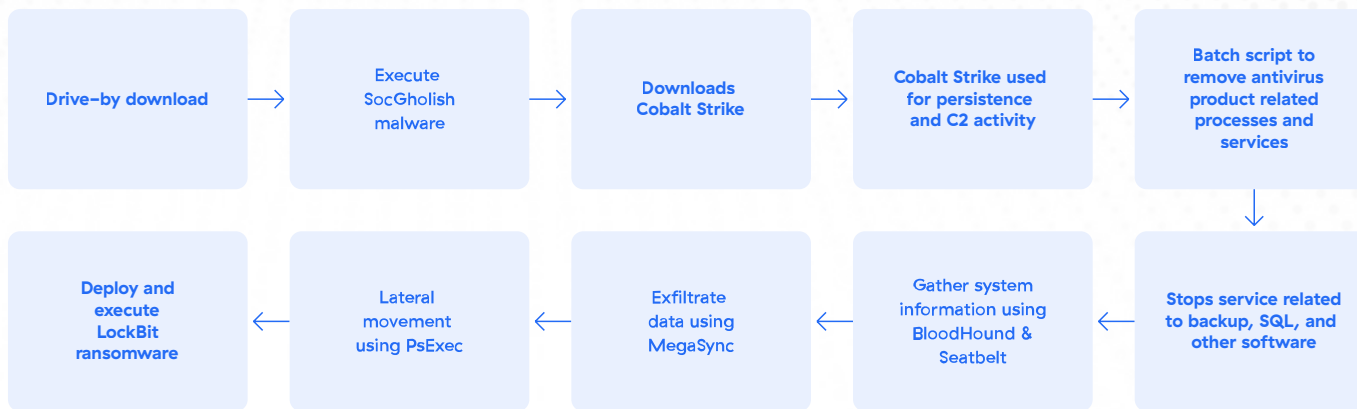 Drive-by download
Execute
SocGholish
malware
Downloads
Cobalt Strike
Cobalt Strike used
for persistence
and C2 activity
Batch script to
remove antivirus
product related
processes and
services
Stops service related
to backup, SQL, and
other software
Gather system
information using
BloodHound &
Seatbelt
Exfiltrate
data using
MegaSync
Lateral
movement
using PsExec
Deploy and
execute
LockBit
ransomware